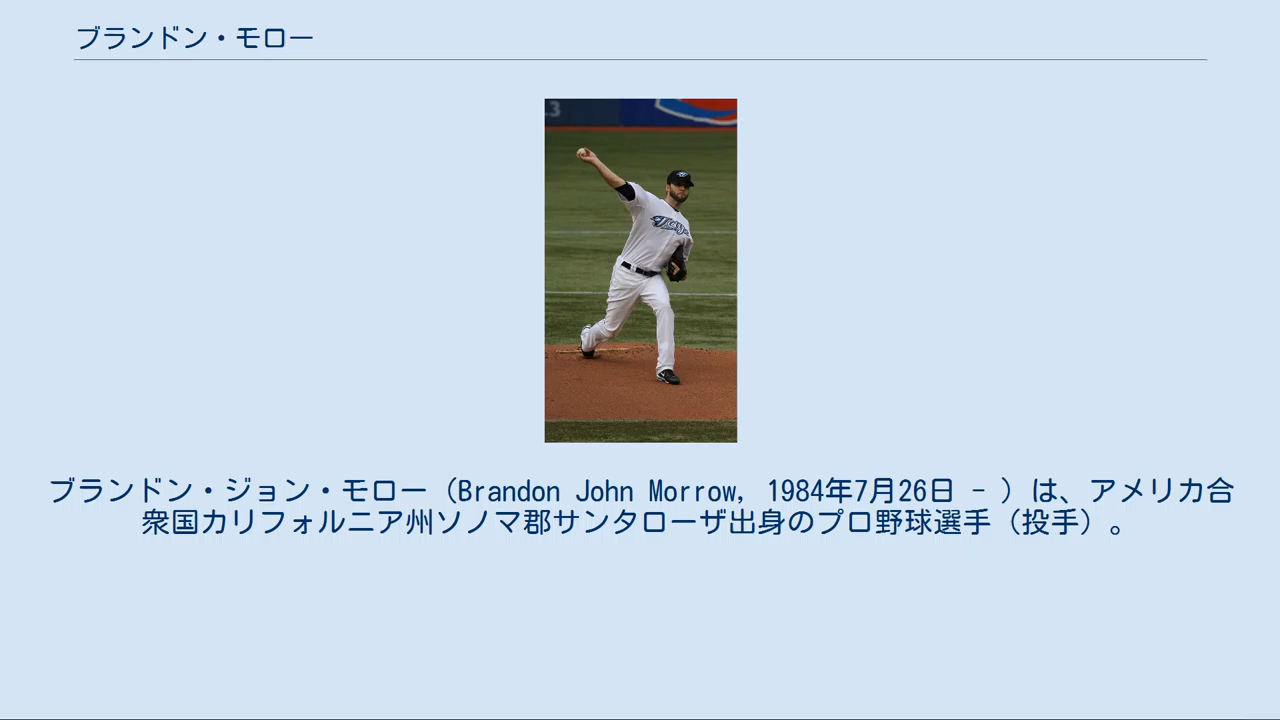 ブランドン・モロー
.3
ブランドン・ジョン・モロー（Brandon John Morrow, 1984年7月26日 - ）は、アメリカ合
衆国カリフォルニア州ソノマ郡サンタローザ出身のプロ野球選手（投手）。